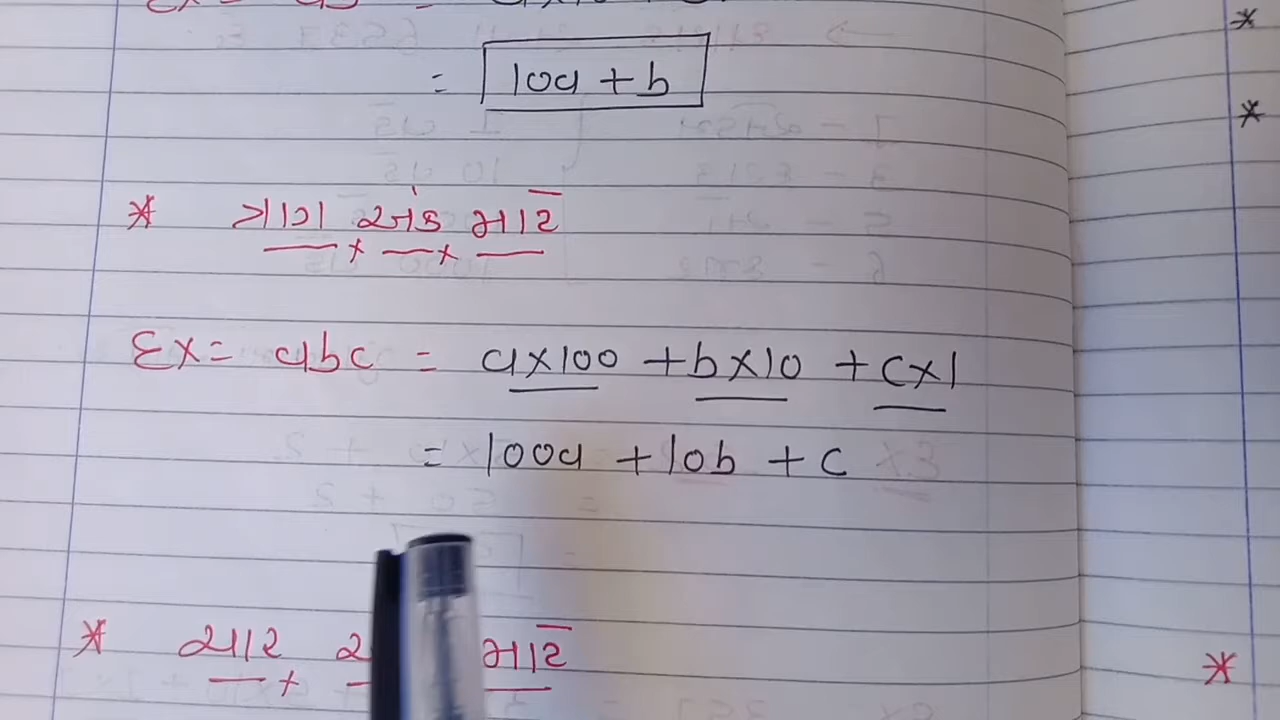 = 10a + b
* ત્રણ અંક માટે
Ex = abc = a×100 + b×10 + c×1
= 100a + 10b + c
* ચાર માટે
*
*
*